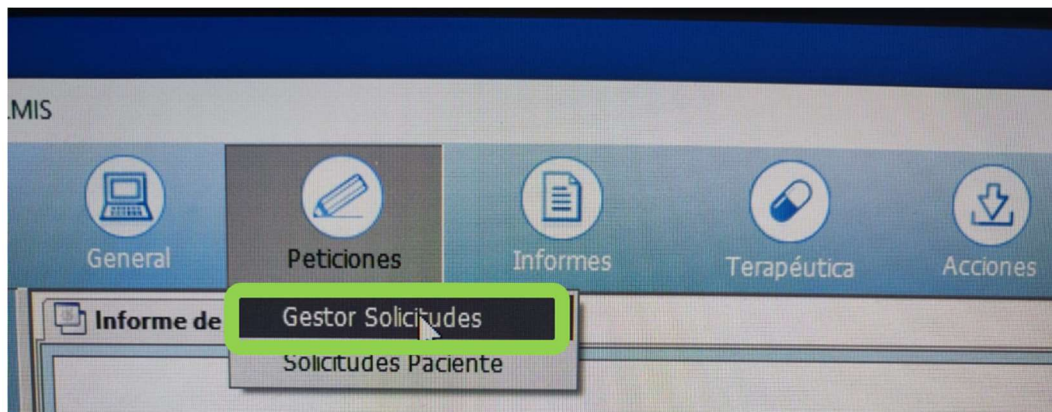 .MIS
General
Peticiones
Informes
Terapéutica
Acciones
Informe de
Gestor Solicitudes
Solicitudes Paciente